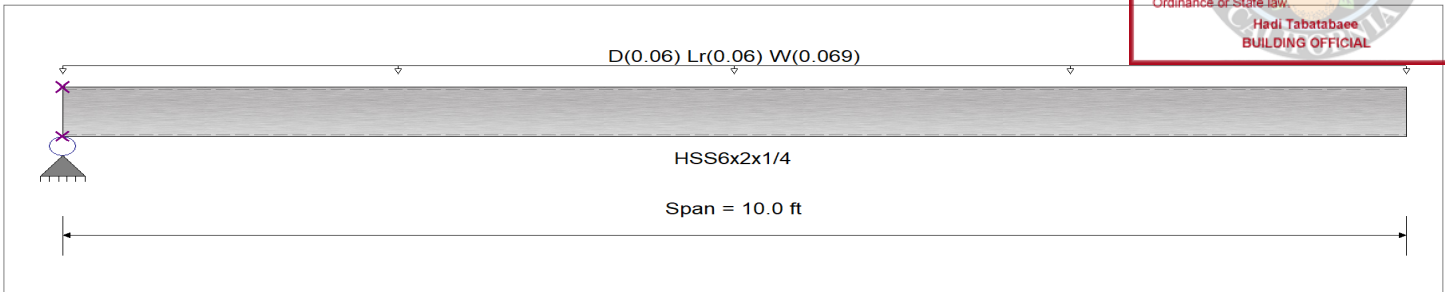 Ordinance or State law.
Hadi Tabatabaee
BUILDING OFFICIAL
CALIFORNIA
D(0.06) Lr(0.06) W(0.069)
HSS6x2x1/4
Span = 10.0 ft